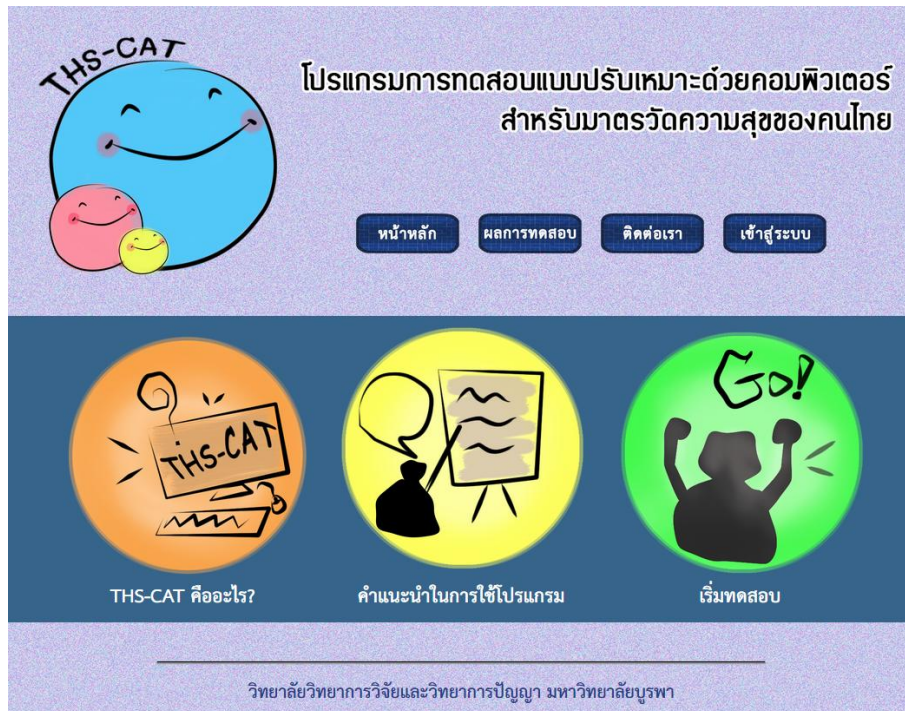 THS-CAT
โปรแกรมการทดสอบแบบปรับเหมาะด้วยคอมพิวเตอร์
สำหรับมาตรวัดความสุขของคนไทย
หน้าหลัก
ผลการทดสอบ
ติดต่อเรา
เข้าสู่ระบบ
THS-CAT
Go!
THS-CAT คืออะไร?
คำแนะนำในการใช้โปรแกรม
เริ่มทดสอบ
วิทยาลัยวิทยาการวิจัยและวิทยาการปัญญา มหาวิทยาลัยบูรพา